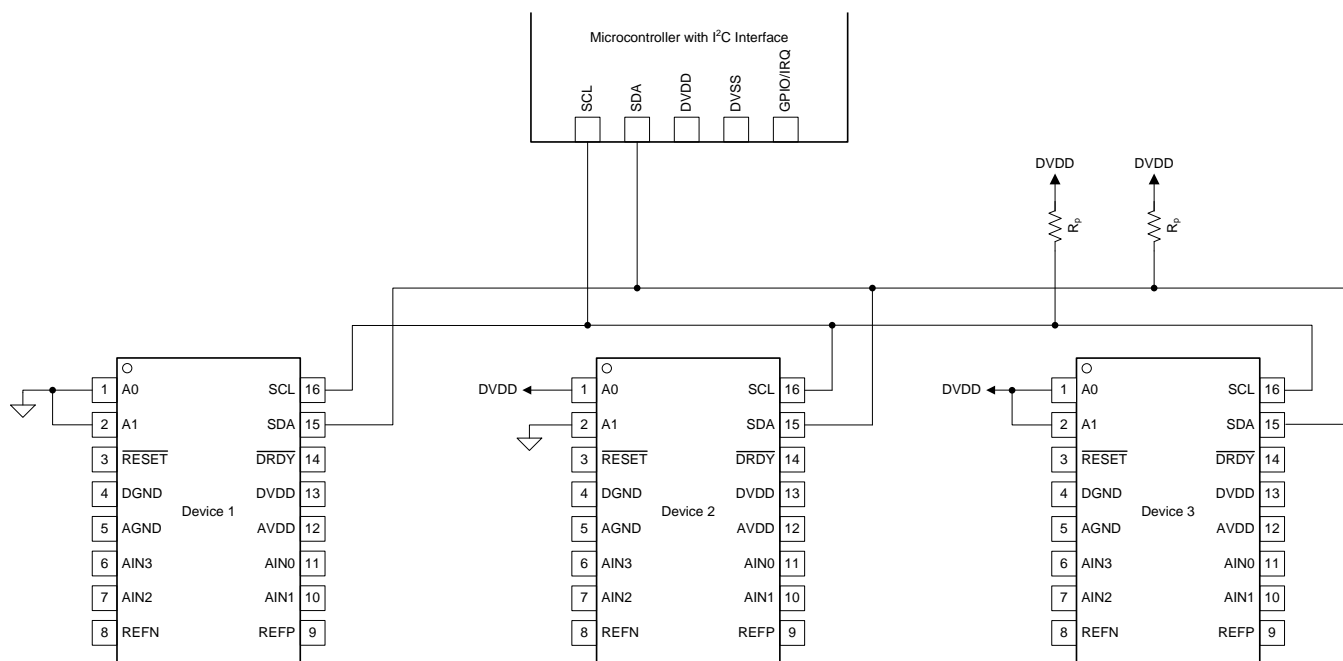 Microcontroller with I²C Interface
SCL
SDA
DVDD
DVSS
GPIO/IRQ
DVDD
DVDD
Rp
Rp
1 A0 SCL 16
2 A1 SDA 15
3 RESET DRDY 14
4 DGND DVDD 13
Device 1
5 AGND AVDD 12
6 AIN3 AIN0 11
7 AIN2 AIN1 10
8 REFN REFP 9
DVDD 1 A0 SCL 16
2 A1 SDA 15
3 RESET DRDY 14
4 DGND DVDD 13
Device 2
5 AGND AVDD 12
6 AIN3 AIN0 11
7 AIN2 AIN1 10
8 REFN REFP 9
DVDD 1 A0 SCL 16
2 A1 SDA 15
3 RESET DRDY 14
4 DGND DVDD 13
Device 3
5 AGND AVDD 12
6 AIN3 AIN0 11
7 AIN2 AIN1 10
8 REFN REFP 9